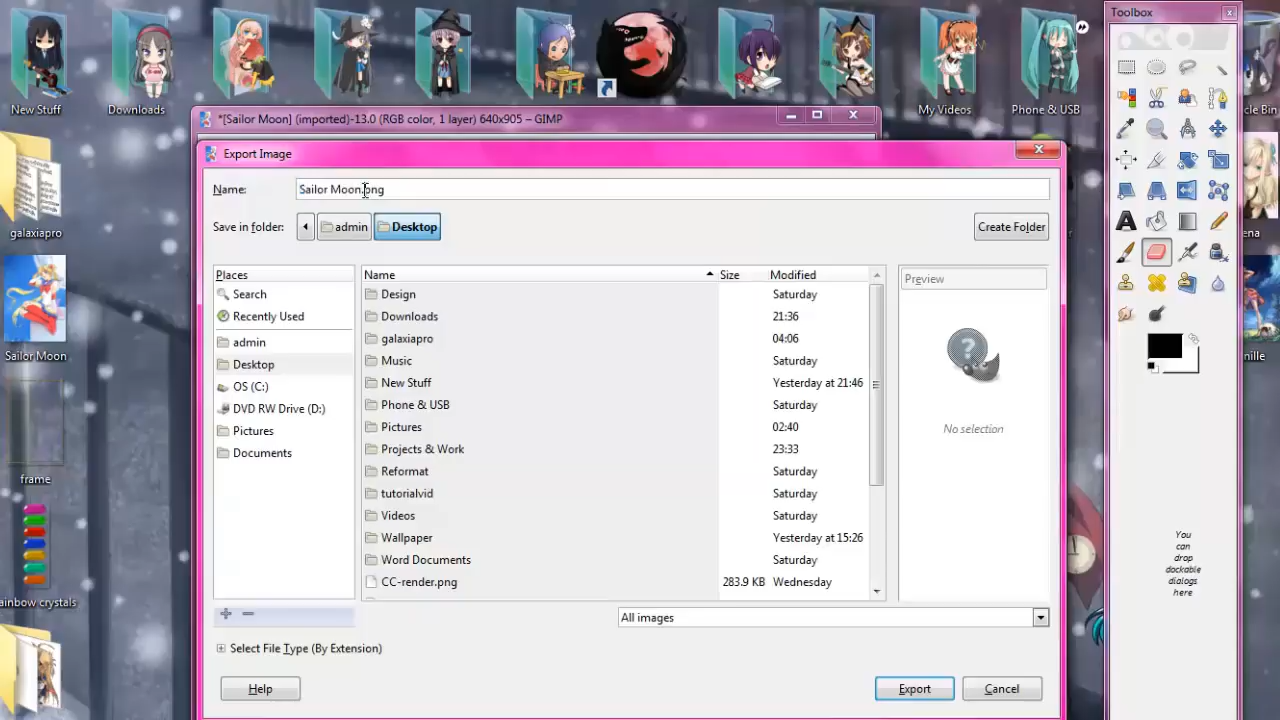 New Stuff
Downloads
My Videos
Phone & USB
cle Bin
galaxiapro
Sailor Moon
frame
ainbow crystals
ena
nille
*[Sailor Moon] (imported)-13.0 (RGB color, 1 layer) 640x905 – GIMP
Export Image
Name:
Sailor Moon.png
Save in folder:
admin
Desktop
Create Folder
Places
Search
Recently Used
admin
Desktop
OS (C:)
DVD RW Drive (D:)
Pictures
Documents
Name Size Modified
Design Saturday
Downloads 21:36
galaxiapro 04:06
Music Saturday
New Stuff Yesterday at 21:46
Phone & USB Saturday
Pictures 02:40
Projects & Work 23:33
Reformat Saturday
tutorialvid Saturday
Videos Saturday
Wallpaper Yesterday at 15:26
Word Documents Saturday
CC-render.png 283.9 KB Wednesday
Preview
No selection
All images
Select File Type (By Extension)
Help
Export
Cancel
Toolbox
You
can
drop
dockable
dialogs
here